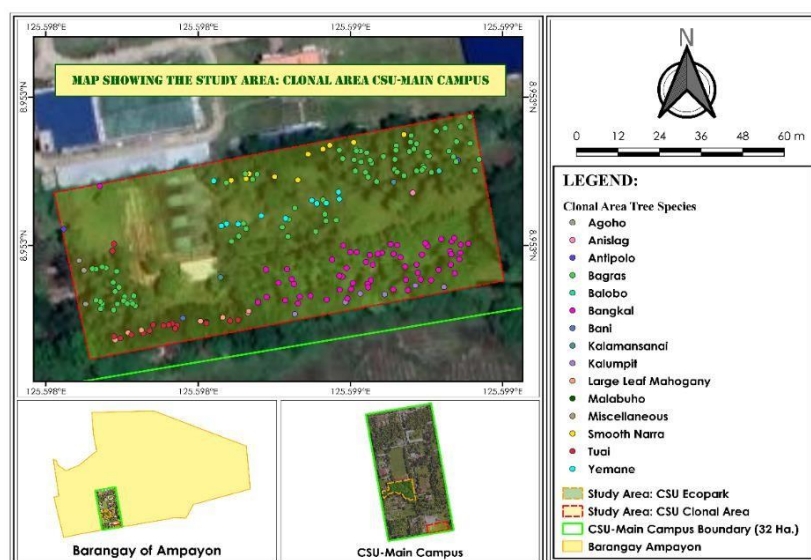 125.598°E 125.598°E 125.599°E 125.599°E
MAP SHOWING THE STUDY AREA: CLONAL AREA CSU-MAIN CAMPUS
8.953°N 8.953°N
8.953°N 8.953°N
125.598°E 125.598°E 125.599°E 125.599°E
Barangay of Ampayon
CSU-Main Campus
N
0 12 24 36 48 60 m
LEGEND:
Clonal Area Tree Species
Agoho
Anislag
Antipolo
Bagras
Balobo
Bangkal
Bani
Kalamansanai
Kalumpit
Large Leaf Mahogany
Malabuho
Miscellaneous
Smooth Narra
Tuai
Yemane
Study Area: CSU Ecopark
Study Area: CSU Clonal Area
CSU-Main Campus Boundary (32 Ha.)
Barangay Ampayon